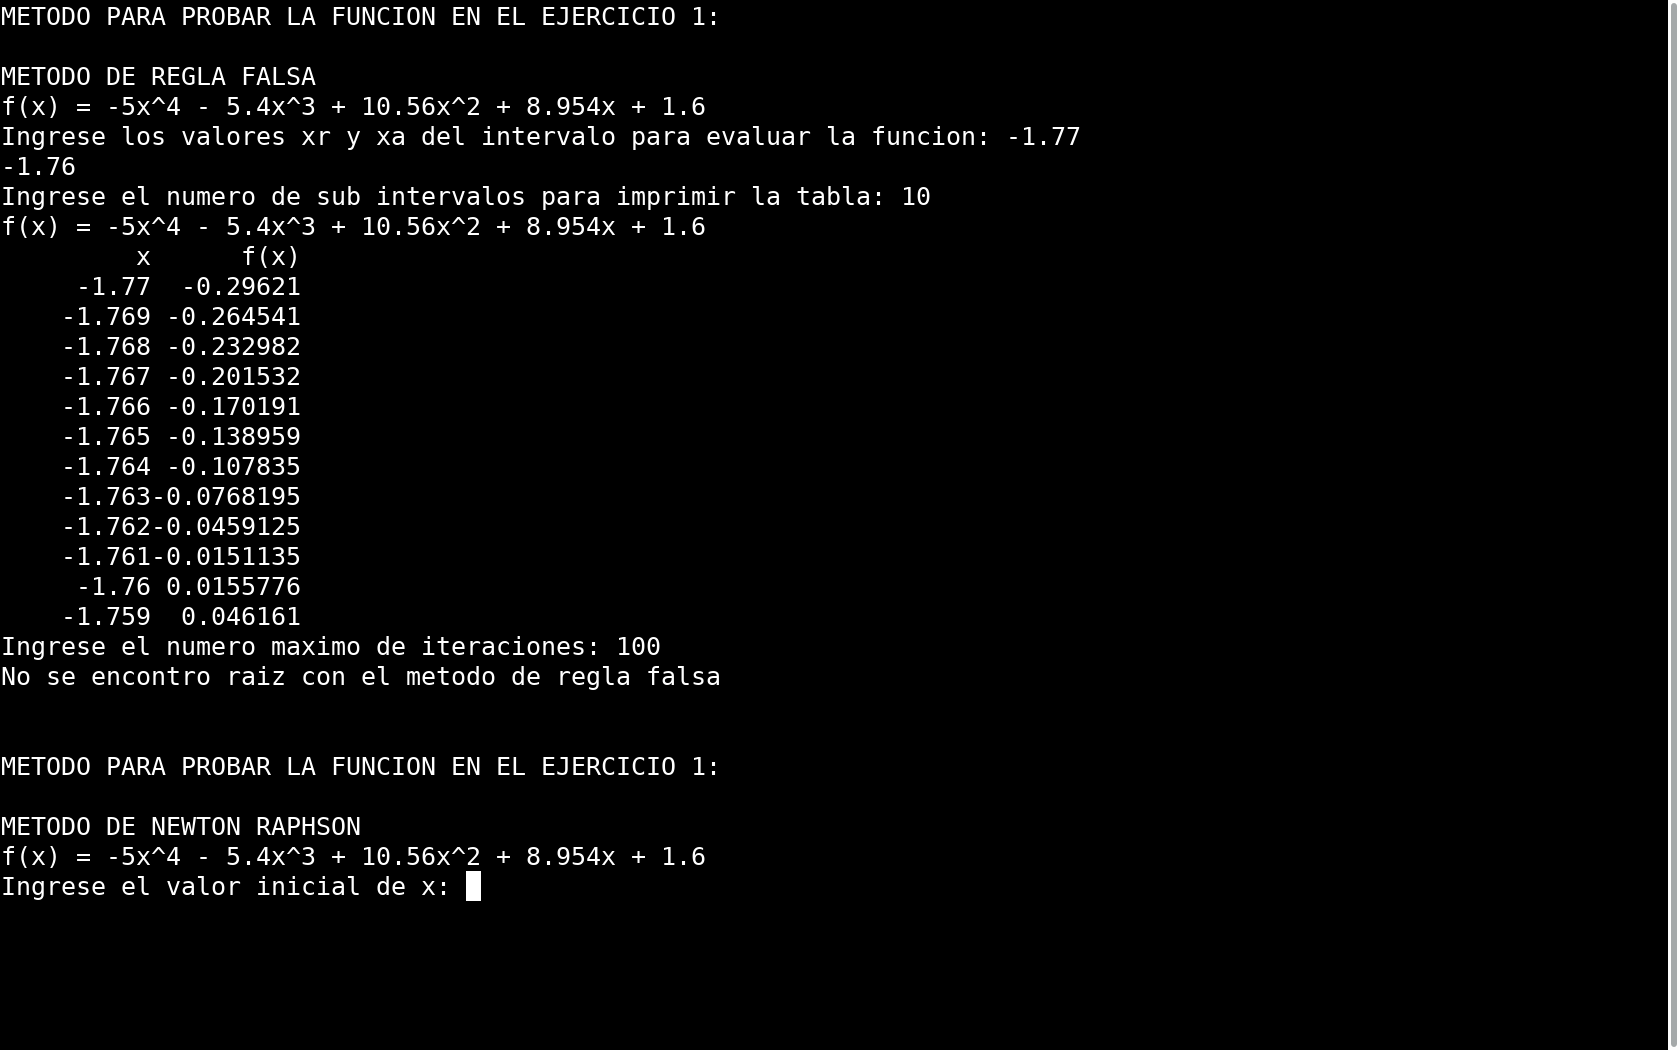 METODO PARA PROBAR LA FUNCION EN EL EJERCICIO 1:
METODO DE REGLA FALSA
f(x) = -5x^4 - 5.4x^3 + 10.56x^2 + 8.954x + 1.6
Ingrese los valores xr y xa del intervalo para evaluar la funcion: -1.77
-1.76
Ingrese el numero de sub intervalos para imprimir la tabla: 10
f(x) = -5x^4 - 5.4x^3 + 10.56x^2 + 8.954x + 1.6
         x      f(x)
     -1.77  -0.29621
    -1.769 -0.264541
    -1.768 -0.232982
    -1.767 -0.201532
    -1.766 -0.170191
    -1.765 -0.138959
    -1.764 -0.107835
    -1.763-0.0768195
    -1.762-0.0459125
    -1.761-0.0151135
     -1.76 0.0155776
    -1.759  0.046161
Ingrese el numero maximo de iteraciones: 100
No se encontro raiz con el metodo de regla falsa
METODO PARA PROBAR LA FUNCION EN EL EJERCICIO 1:
METODO DE NEWTON RAPHSON
f(x) = -5x^4 - 5.4x^3 + 10.56x^2 + 8.954x + 1.6
Ingrese el valor inicial de x: